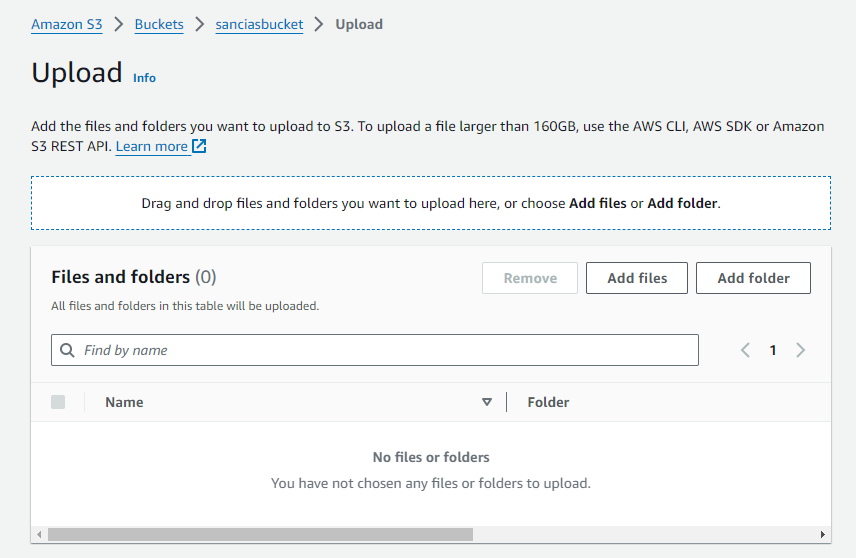 Amazon S3 > Buckets > sanciasbucket > Upload
Upload Info
Add the files and folders you want to upload to S3. To upload a file larger than 160GB, use the AWS CLI, AWS SDK or Amazon
S3 REST API. Learn more
Drag and drop files and folders you want to upload here, or choose Add files or Add folder.
Files and folders (0) Remove Add files Add folder
All files and folders in this table will be uploaded.
Find by name < 1 >
Name Folder
No files or folders
You have not chosen any files or folders to upload.